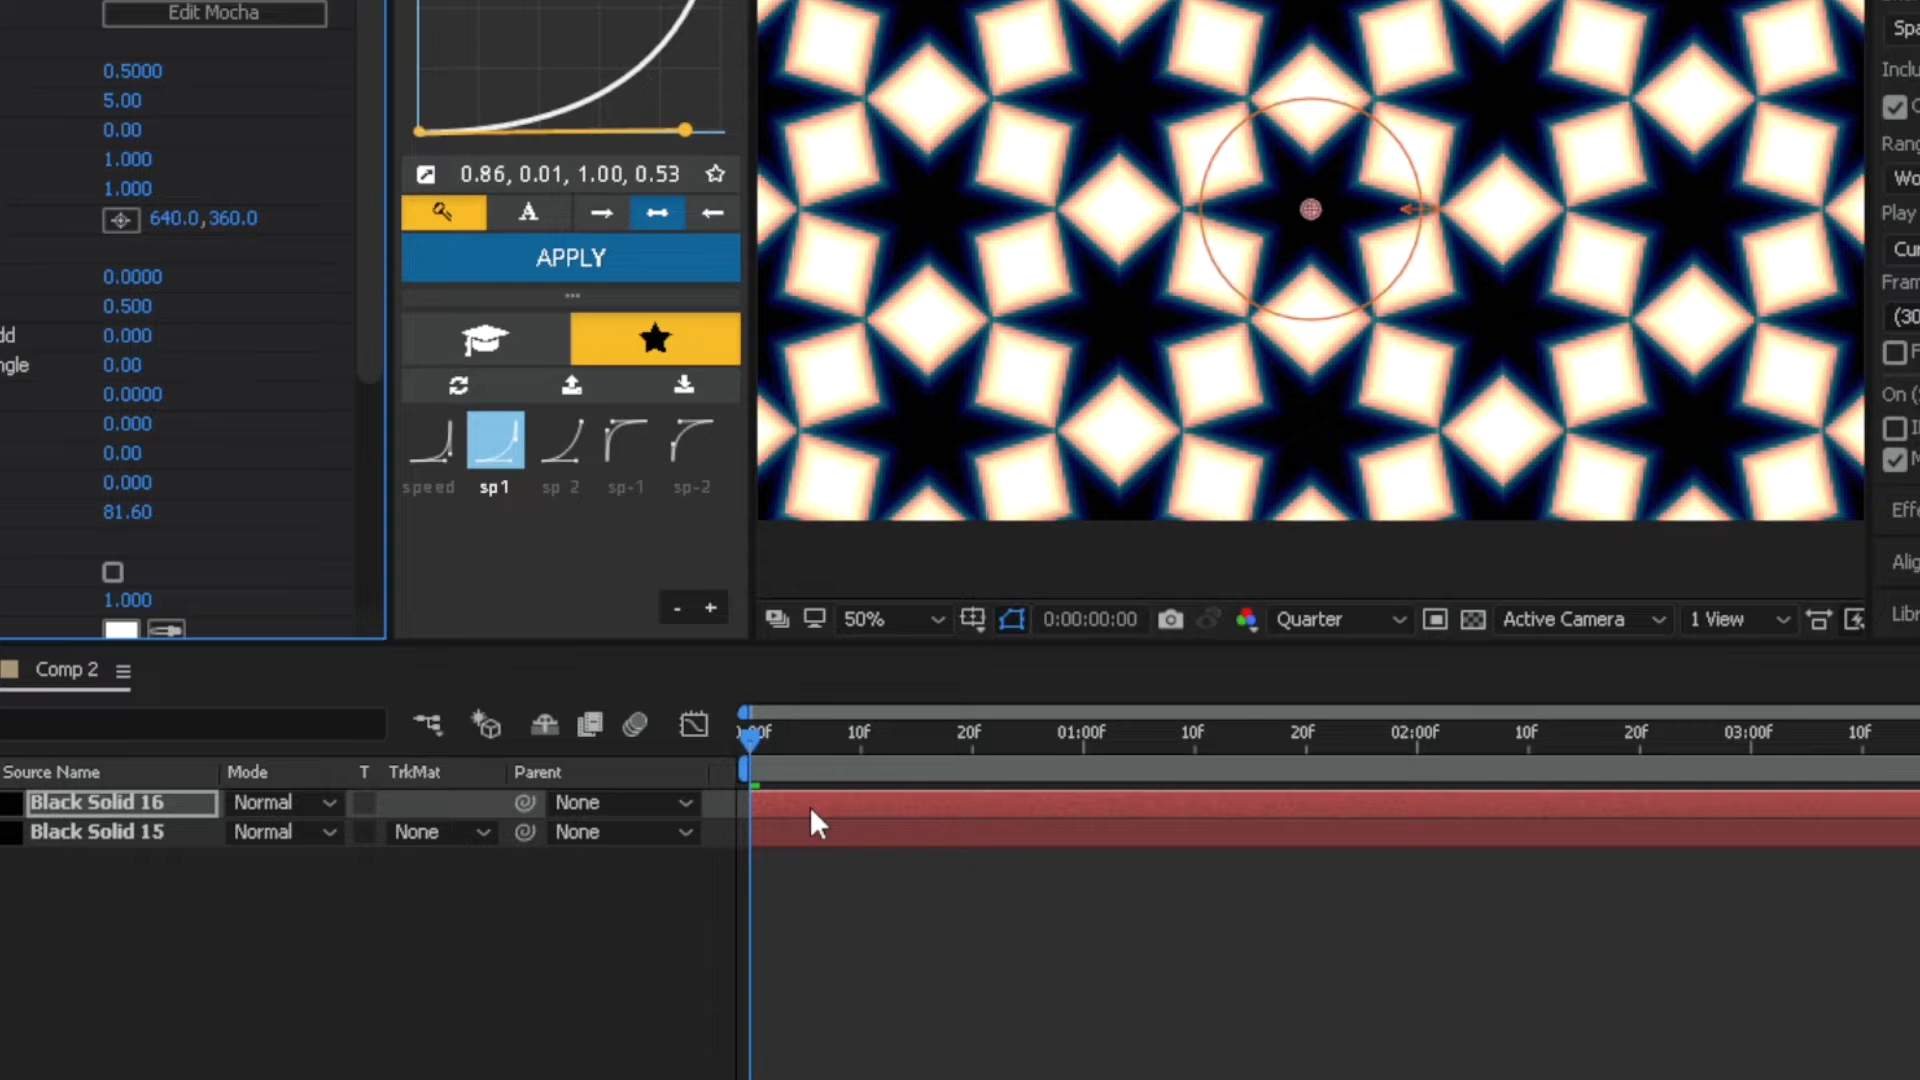 Edit Mocha
0.5000
5.00
0.00
1.000
1.000
640.0,360.0
0.0000
0.500
dd 0.000
ngle 0.00
0.0000
0.000
0.00
0.000
81.60
1.000
0.86, 0.01, 1.00, 0.53
A
APPLY
speed sp1 sp 2 sp-1 sp-2
- +
50% 0:00:00:00 Quarter Active Camera 1 View
Spa
Inclu
Rang
Wo
Play
Cur
Fram
(30
F
On (
M
Effe
Alig
Libr
Comp 2
00f 10f 20f 01:00f 10f 20f 02:00f 10f 20f 03:00f 10f
Source Name Mode T TrkMat Parent
Black Solid 16 Normal None
Black Solid 15 Normal None None